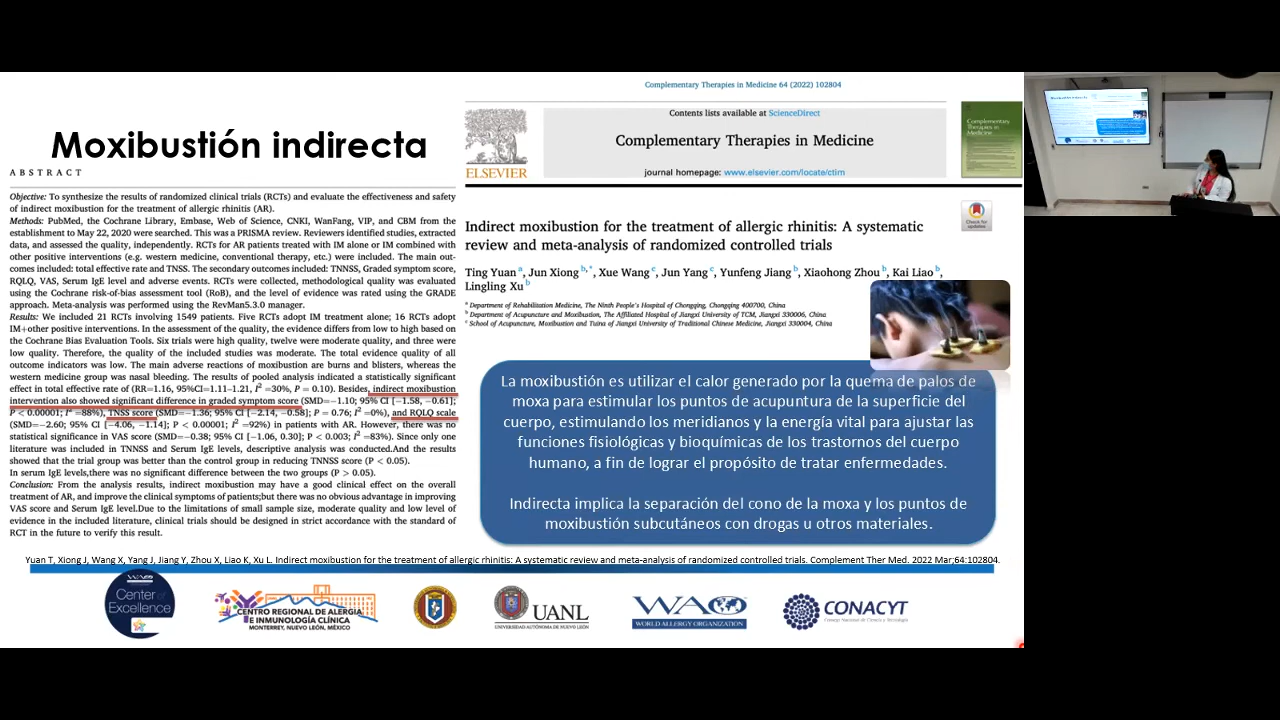 Moxibustión indirecta
A B S T R A C T
Objective: To synthesize the results of randomized clinical trials (RCTs) and evaluate the effectiveness and safety
of indirect moxibustion for the treatment of allergic rhinitis (AR).
Methods: PubMed, the Cochrane Library, Embase, Web of Science, CNKI, WanFang, VIP, and CBM from the
establishment to May 22, 2020 were searched. This was a PRISMA review. Reviewers identified studies, extracted
data, and assessed the quality, independently. RCTs for AR patients treated with IM alone or IM combined with
other positive interventions (e.g. western medicine, conventional therapy, etc.) were included. The main out-
comes included: total effective rate and TNSS. The secondary outcomes included: TNNSS, Graded symptom score,
RQLQ, VAS, Serum IgE level and adverse events. RCTs were collected, methodological quality was evaluated
using the Cochrane risk-of-bias assessment tool (RoB), and the level of evidence was rated using the GRADE
approach. Meta-analysis was performed using the RevMan5.3.0 manager.
Results: We included 21 RCTs involving 1549 patients. Five RCTs adopt IM treatment alone; 16 RCTs adopt
IM+other positive interventions. In the assessment of the quality, the evidence differs from low to high based on
the Cochrane Bias Evaluation Tools. Six trials were high quality, twelve were moderate quality, and three were
low quality. Therefore, the quality of the included studies was moderate. The total evidence quality of all
outcome indicators was low. The main adverse reactions of moxibustion are burns and blisters, whereas the
western medicine group was nasal bleeding. The results of pooled analysis indicated a statistically significant
effect in total effective rate of (RR=1.16, 95%CI=1.11–1.21, I² =30%, P = 0.10). Besides, indirect moxibustion
intervention also showed significant difference in graded symptom score (SMD=−1.10; 95% CI [−1.58, −0.61];
P < 0.00001; I² =88%), TNSS score (SMD=−1.36; 95% CI [−2.14, −0.58]; P = 0.76; I² =0%), and RQLQ scale
(SMD=−2.60; 95% CI [−4.06, −1.14]; P < 0.00001; I² =92%) in patients with AR. However, there was no
statistical significance in VAS score (SMD=−0.38; 95% CI [−1.06, 0.30]; P < 0.003; I² =83%). Since only one
literature was included in TNNSS and Serum IgE levels, descriptive analysis was conducted.And the results
showed that the trial group was better than the control group in reducing TNNSS score (P < 0.05).
In serum IgE levels,there was no significant difference between the two groups (P > 0.05).
Conclusion: From the analysis results, indirect moxibustion may have a good clinical effect on the overall
treatment of AR, and improve the clinical symptoms of patients;but there was no obvious advantage in improving
VAS score and Serum IgE level.Due to the limitations of small sample size, moderate quality and low level of
evidence in the included literature, clinical trials should be designed in strict accordance with the standard of
RCT in the future to verify this result.
Complementary Therapies in Medicine 64 (2022) 102804
Contents lists available at ScienceDirect
Complementary Therapies in Medicine
journal homepage: www.elsevier.com/locate/ctim
ELSEVIER
Complementary
Therapies in
Medicine
Check for
updates
Indirect moxibustion for the treatment of allergic rhinitis: A systematic
review and meta-analysis of randomized controlled trials
Ting Yuan a, Jun Xiong b,*, Xue Wang c, Jun Yang c, Yunfeng Jiang b, Xiaohong Zhou b, Kai Liao b,
Lingling Xu b
a Department of Rehabilitation Medicine, The Ninth People's Hospital of Chongqing, Chongqing 400700, China
b Department of Acupuncture and Moxibustion, The Affiliated Hospital of Jiangxi University of TCM, Jiangxi 330006, China
c School of Acupuncture, Moxibustion and Tuina of Jiangxi University of Traditional Chinese Medicine, Jiangxi 330004, China
La moxibustión es utilizar el calor generado por la quema de palos de
moxa para estimular los puntos de acupuntura de la superficie del
cuerpo, estimulando los meridianos y la energía vital para ajustar las
funciones fisiológicas y bioquímicas de los trastornos del cuerpo
humano, a fin de lograr el propósito de tratar enfermedades.
Indirecta implica la separación del cono de la moxa y los puntos de
moxibustión subcutáneos con drogas u otros materiales.
Yuan T, Xiong J, Wang X, Yang J, Jiang Y, Zhou X, Liao K, Xu L. Indirect moxibustion for the treatment of allergic rhinitis: A systematic review and meta-analysis of randomized controlled trials. Complement Ther Med. 2022 Mar;64:102804.
WAO
Center of
Excellence
CENTRO REGIONAL DE ALERGIA
E INMUNOLOGÍA CLÍNICA
MONTERREY, NUEVO LEÓN, MÉXICO
UANL
UNIVERSIDAD AUTÓNOMA DE NUEVO LEÓN
WAO
WORLD ALLERGY ORGANIZATION
CONACYT
Consejo Nacional de Ciencia y Tecnología